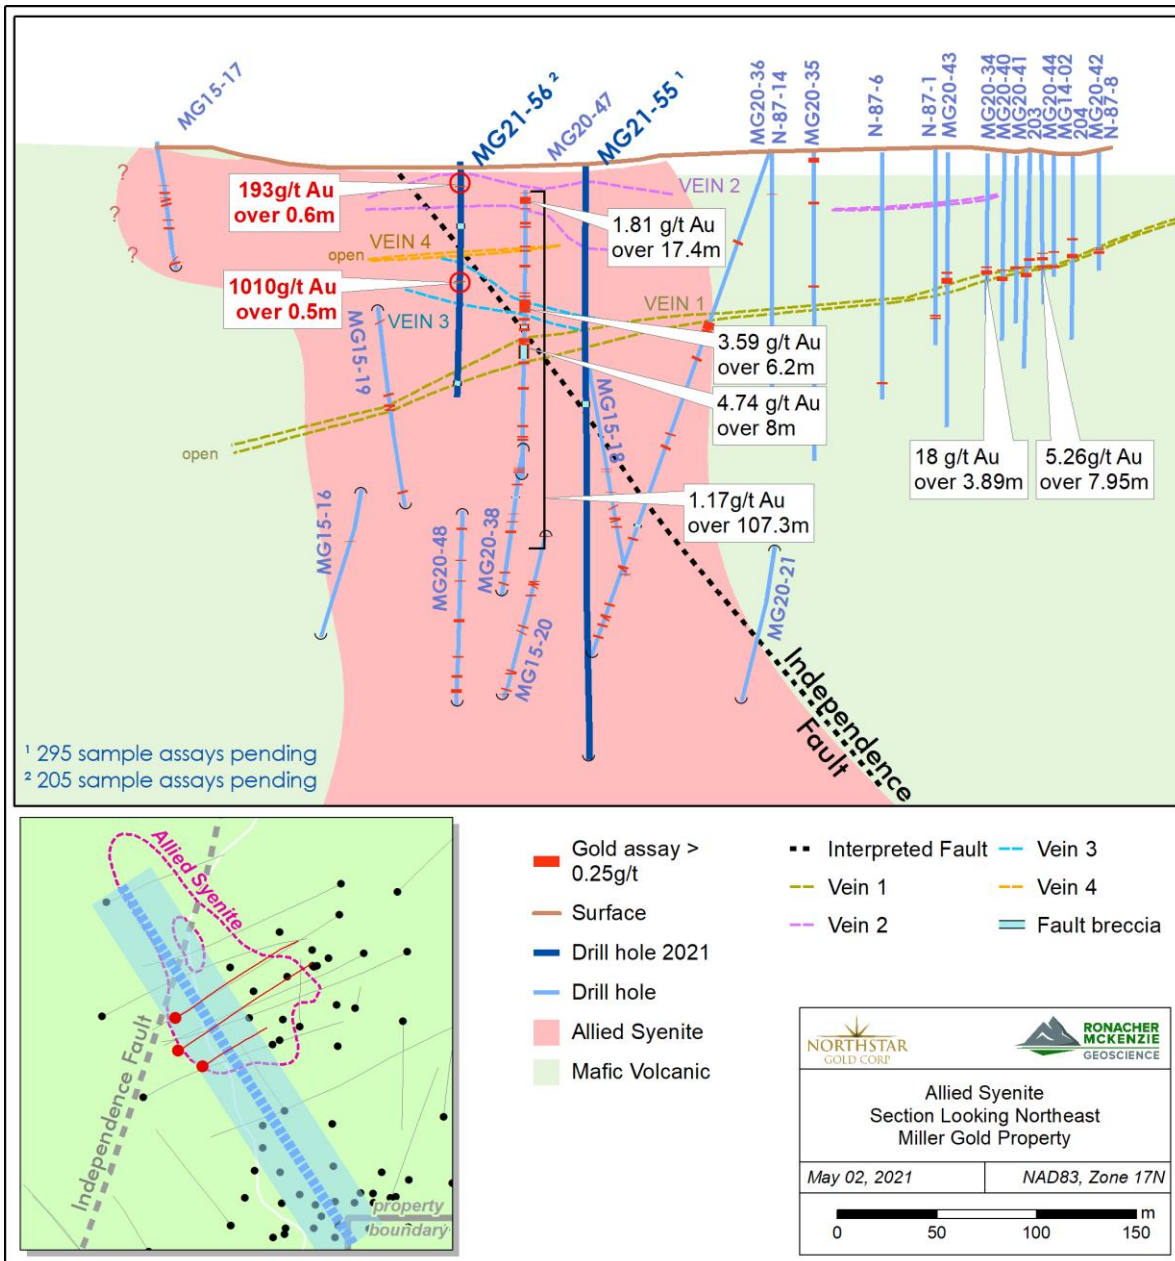 MG15-17
MG21-56 ²
MG20-47
MG21-55 ¹
MG20-36
N-87-14
MG20-35
N-87-6
N-87-1
MG20-43
MG20-34
MG20-40
MG20-41
203
MG20-44
MG14-02
204
MG20-42
N-87-8
?
?
?
193g/t Au
over 0.6m
VEIN 2
1.81 g/t Au
over 17.4m
VEIN 4
open
1010g/t Au
over 0.5m
VEIN 3
VEIN 1
3.59 g/t Au
over 6.2m
MG15-19
4.74 g/t Au
over 8m
MG15-18
open
18 g/t Au
over 3.89m
5.26g/t Au
over 7.95m
1.17g/t Au
over 107.3m
MG15-16
MG20-48
MG20-38
MG15-20
MG20-21
Independence
Fault
¹ 295 sample assays pending
² 205 sample assays pending
Allied Syenite
Independence Fault
property
boundary
Gold assay >
0.25g/t
Surface
Drill hole 2021
Drill hole
Allied Syenite
Mafic Volcanic
Interpreted Fault
Vein 1
Vein 2
Vein 3
Vein 4
Fault breccia
NORTHSTAR
GOLD CORP
RONACHER
MCKENZIE
GEOSCIENCE
Allied Syenite
Section Looking Northeast
Miller Gold Property
May 02, 2021
NAD83, Zone 17N
m
0 50 100 150